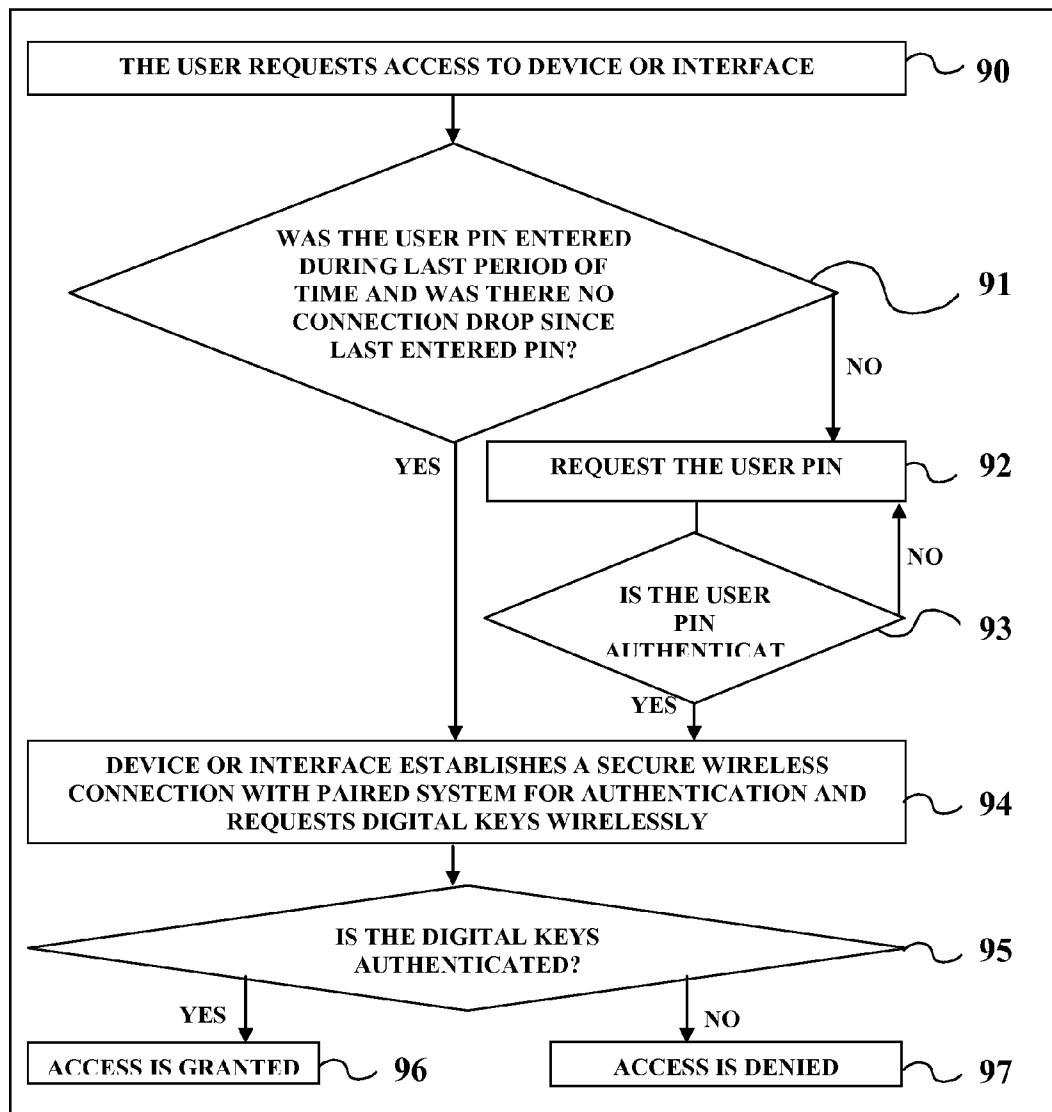 THE USER REQUESTS ACCESS TO DEVICE OR INTERFACE
90
WAS THE USER PIN ENTERED
DURING LAST PERIOD OF
TIME AND WAS THERE NO
CONNECTION DROP SINCE
LAST ENTERED PIN?
91
NO
YES
REQUEST THE USER PIN
92
NO
IS THE USER
PIN
AUTHENTICAT
93
YES
DEVICE OR INTERFACE ESTABLISHES A SECURE WIRELESS
CONNECTION WITH PAIRED SYSTEM FOR AUTHENTICATION AND
REQUESTS DIGITAL KEYS WIRELESSLY
94
IS THE DIGITAL KEYS
AUTHENTICATED?
95
YES
NO
ACCESS IS GRANTED
96
ACCESS IS DENIED
97